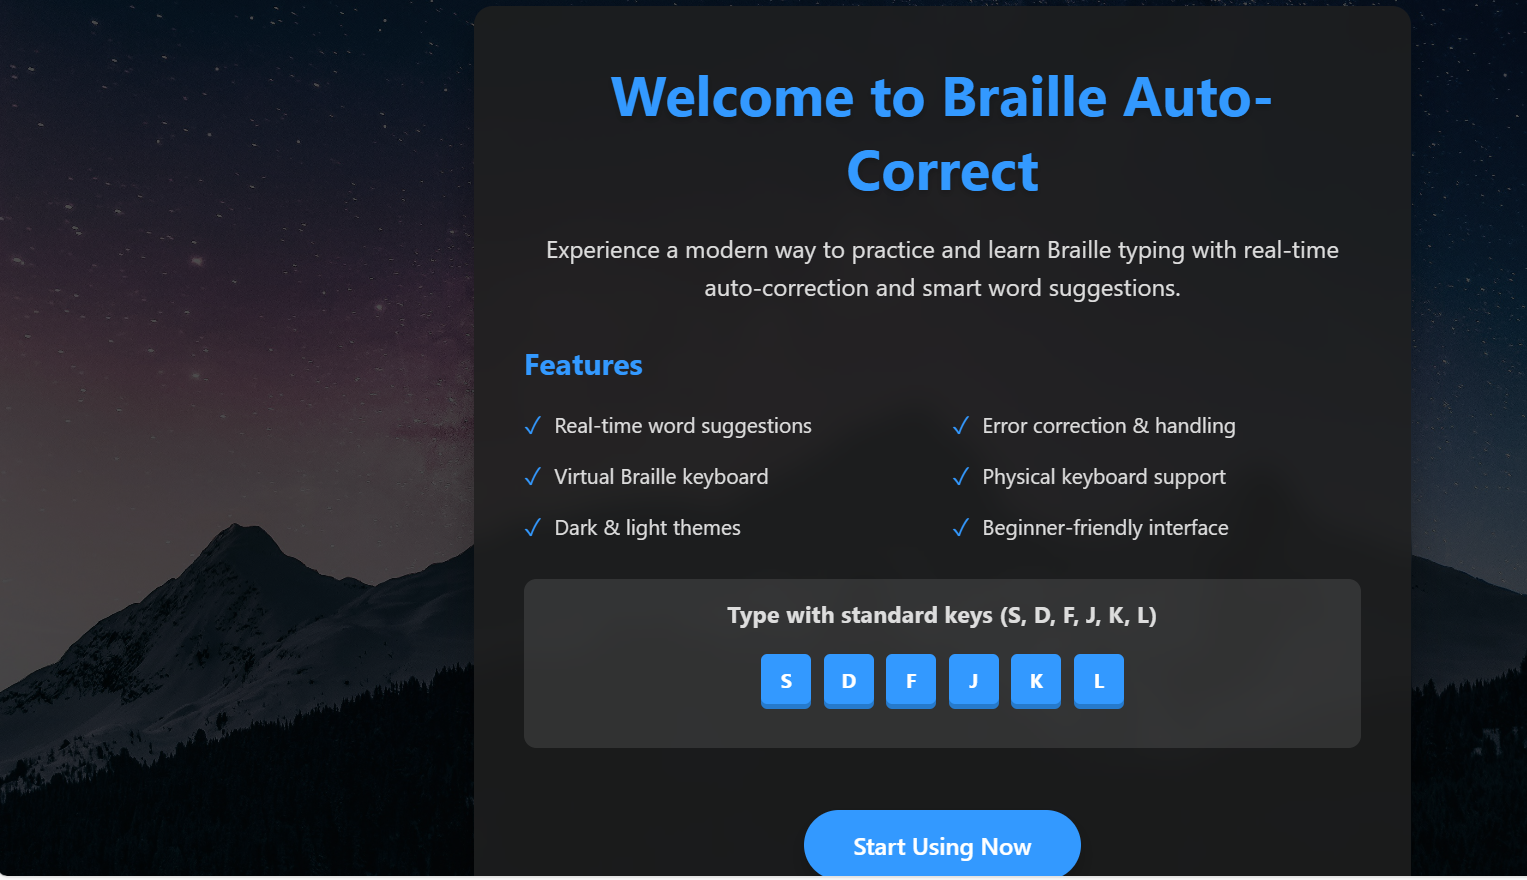 Welcome to Braille Auto-
Correct
Experience a modern way to practice and learn Braille typing with real-time
auto-correction and smart word suggestions.
Features
✓ Real-time word suggestions
✓ Error correction & handling
✓ Virtual Braille keyboard
✓ Physical keyboard support
✓ Dark & light themes
✓ Beginner-friendly interface
Type with standard keys (S, D, F, J, K, L)
S D F J K L
Start Using Now